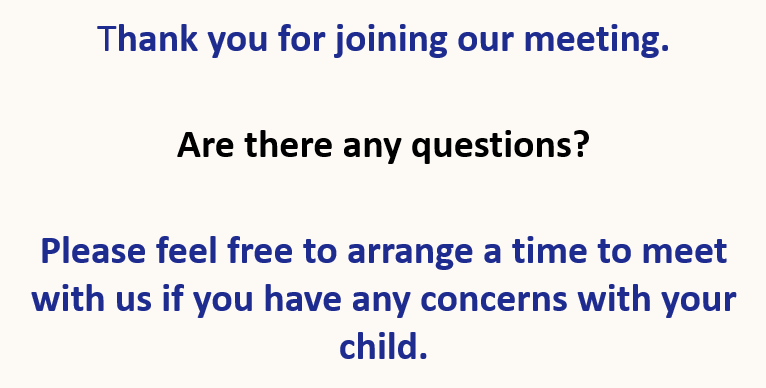 Thank you for joining our meeting.
Are there any questions?
Please feel free to arrange a time to meet
with us if you have any concerns with your
child.